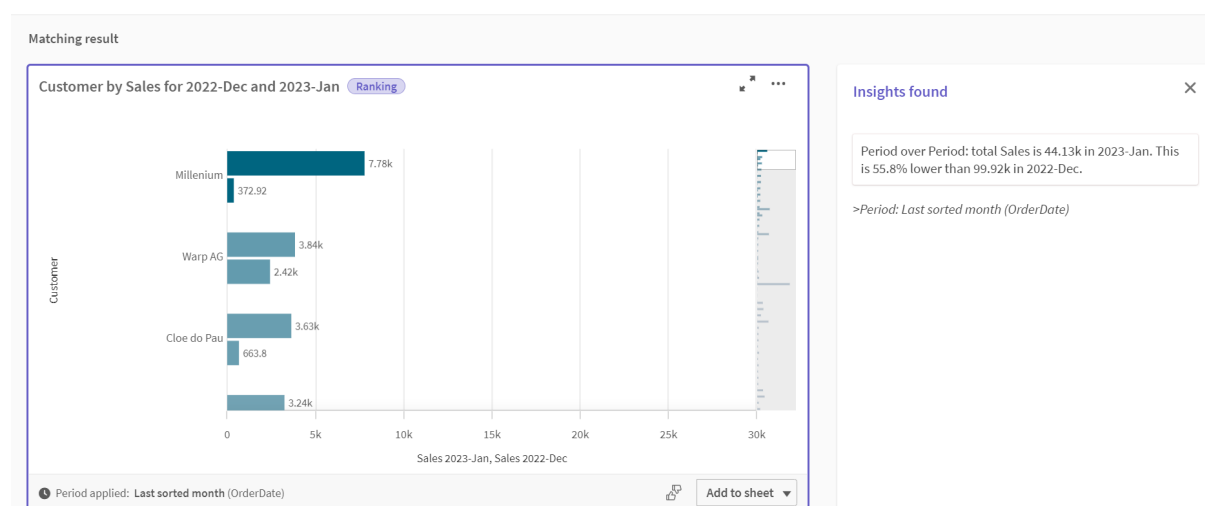 Matching result
Customer by Sales for 2022-Dec and 2023-Jan Ranking
Insights found
Period over Period: total Sales is 44.13k in 2023-Jan. This
is 55.8% lower than 99.92k in 2022-Dec.
>Period: Last sorted month (OrderDate)
Customer
Millenium
7.78k
372.92
Warp AG
3.84k
2.42k
Cloe do Pau
3.63k
663.8
3.24k
0 5k 10k 15k 20k 25k 30k
Sales 2023-Jan, Sales 2022-Dec
Period applied: Last sorted month (OrderDate)
Add to sheet